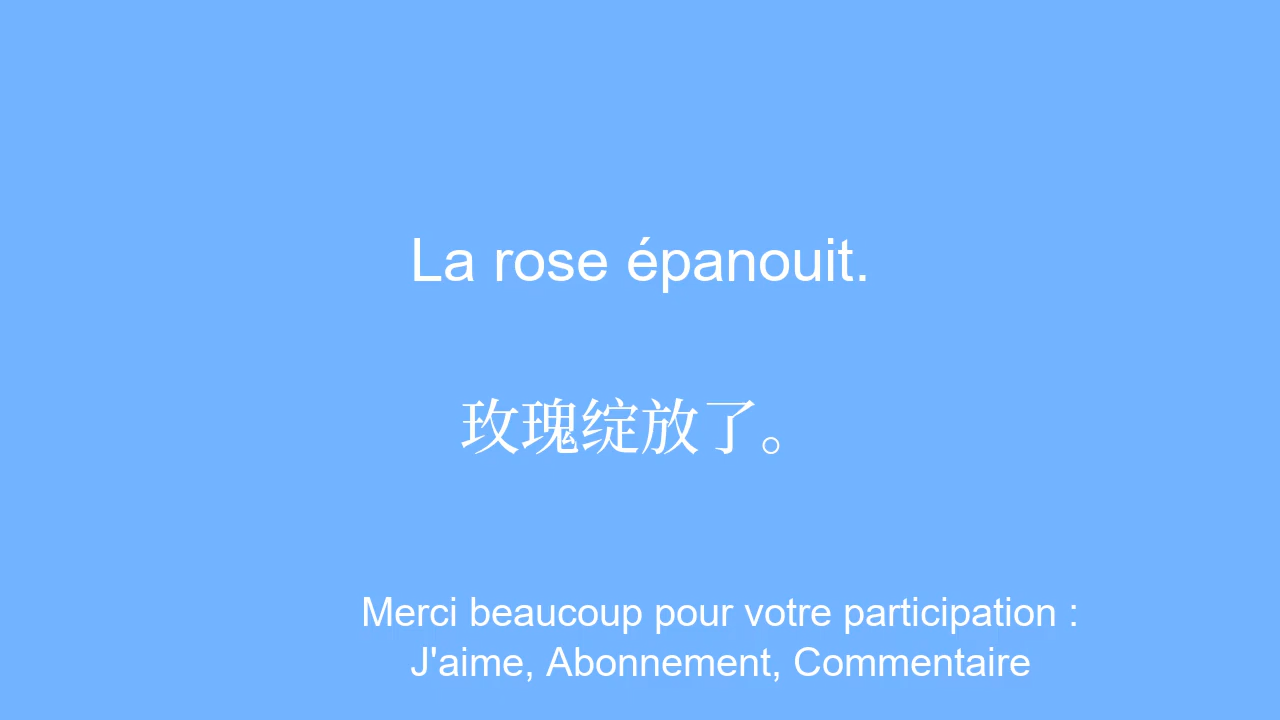 La rose épanouit.
玫瑰绽放了。
Merci beaucoup pour votre participation :
J'aime, Abonnement, Commentaire